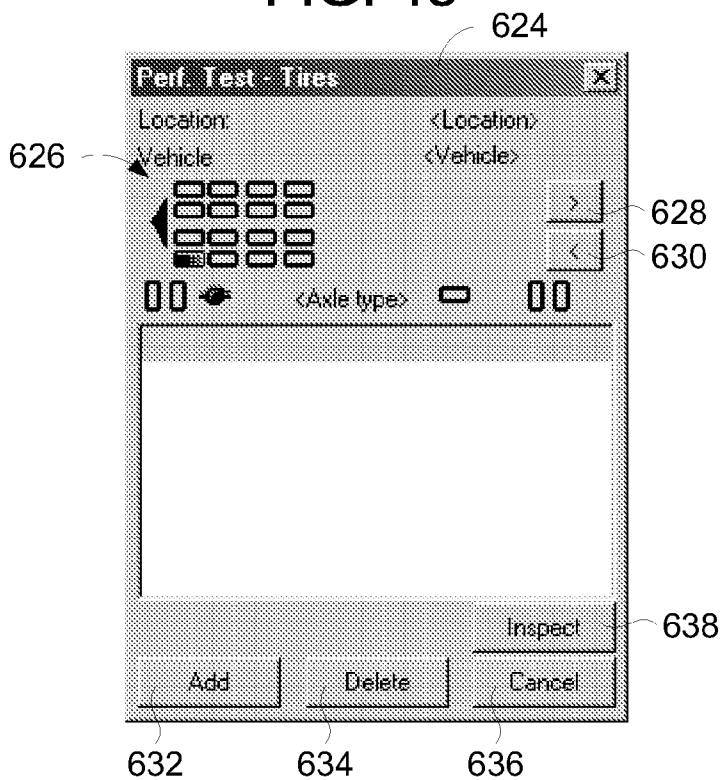 624
Perf. Test - Tires
Location: <Location>
626
Vehicle <Vehicle>
> 628
< 630
<Axle type>
Inspect 638
Add Delete Cancel
632 634 636